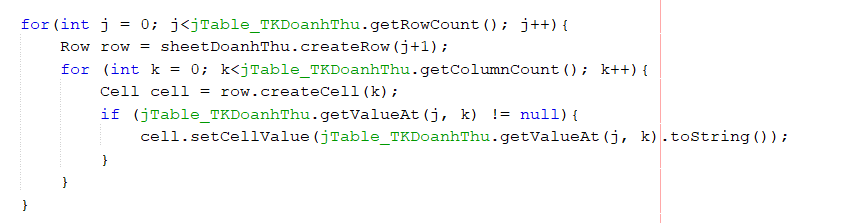 for(int j = 0; j<jTable_TKDoanhThu.getRowCount(); j++){
Row row = sheetDoanhThu.createRow(j+1);
for (int k = 0; k<jTable_TKDoanhThu.getColumnCount(); k++){
Cell cell = row.createCell(k);
if (jTable_TKDoanhThu.getValueAt(j, k) != null){
cell.setCellValue(jTable_TKDoanhThu.getValueAt(j, k).toString());
}
}
}